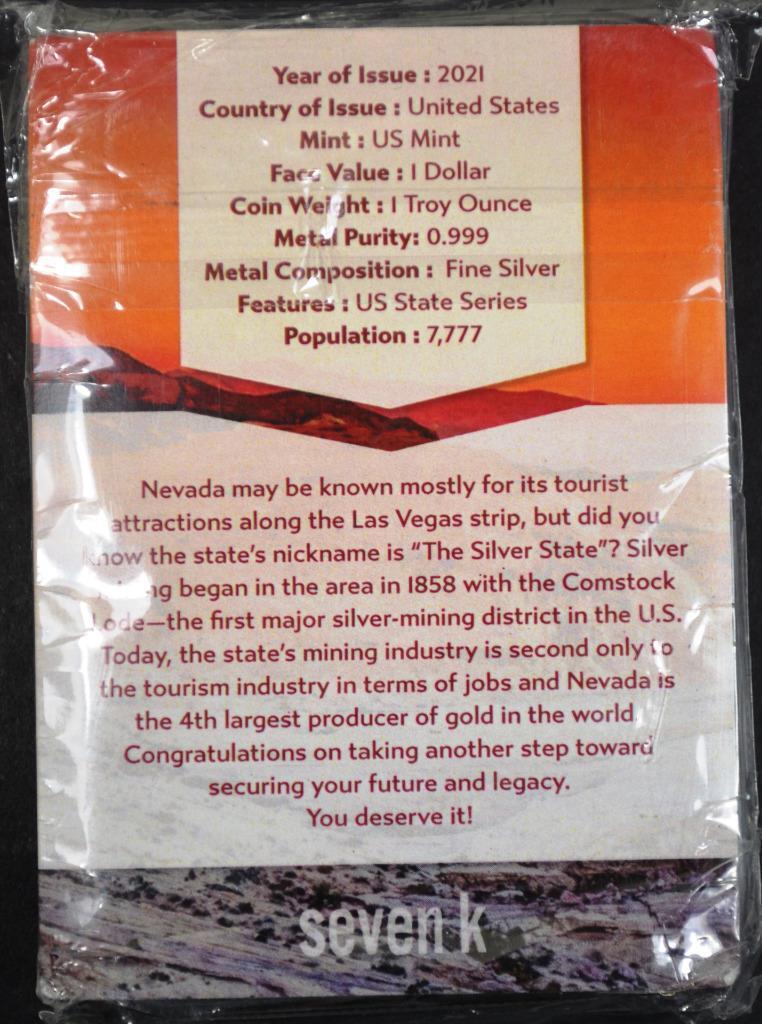 Year of Issue : 2021
Country of Issue : United States
Mint : US Mint
Face Value : 1 Dollar
Coin Weight : 1 Troy Ounce
Metal Purity: 0.999
Metal Composition : Fine Silver
Features : US State Series
Population : 7,777
Nevada may be known mostly for its tourist
attractions along the Las Vegas strip, but did you
know the state's nickname is "The Silver State"? Silver
began in the area in 1858 with the Comstock
Lode—the first major silver-mining district in the U.S.
Today, the state's mining industry is second only to
the tourism industry in terms of jobs and Nevada is
the 4th largest producer of gold in the world.
Congratulations on taking another step toward
securing your future and legacy.
You deserve it!
seven k